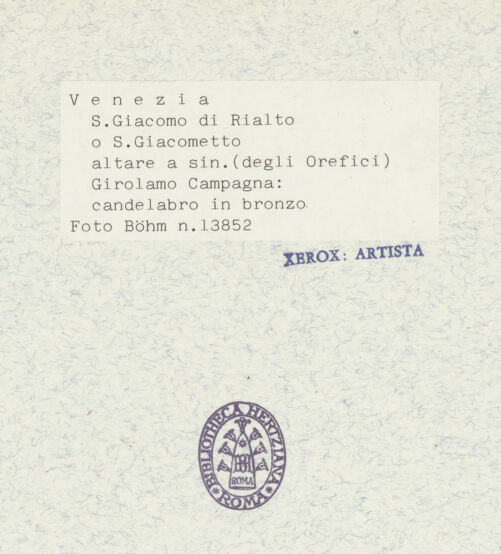 V e n e z i a
S.Giacomo di Rialto
o S.Giacometto
altare a sin.(degli Orefici)
Girolamo Campagna:
candelabro in bronzo
Foto Böhm n.13852
XEROX: ARTISTA
BIBLIOTHECA HERTZIANA
ROMA
ROMA